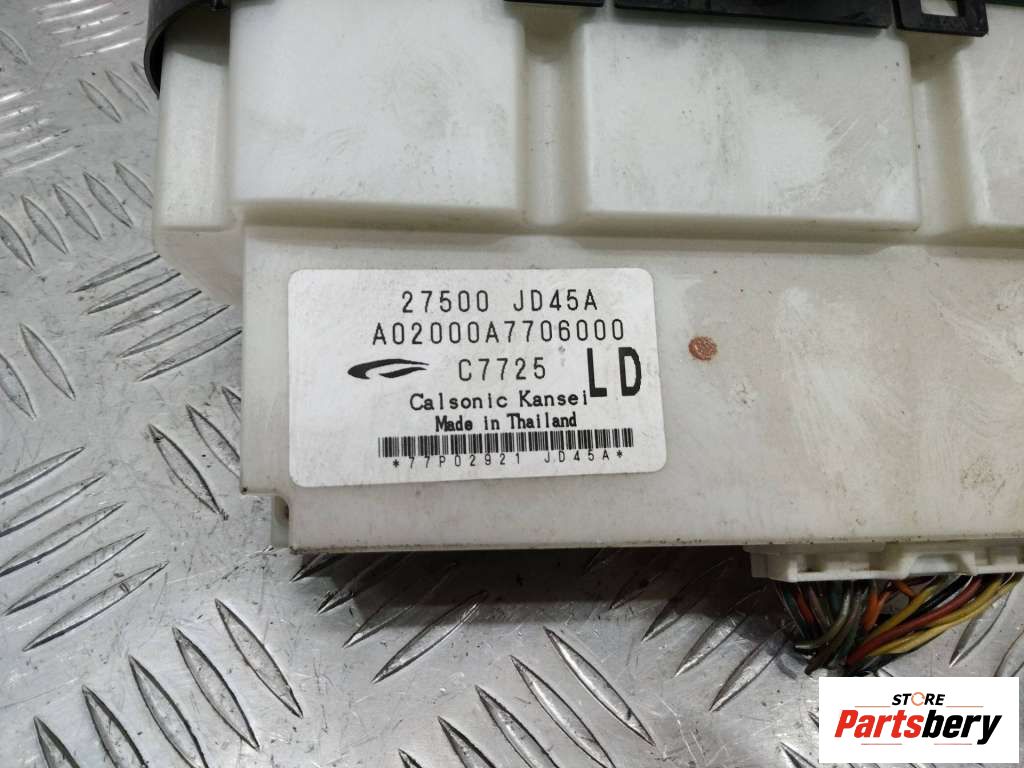 27500 JD45A
A02000A7706000
C7725 LD
Calsonic Kansei
Made in Thailand
*77P02921 JD45A*
STORE
Partsbery